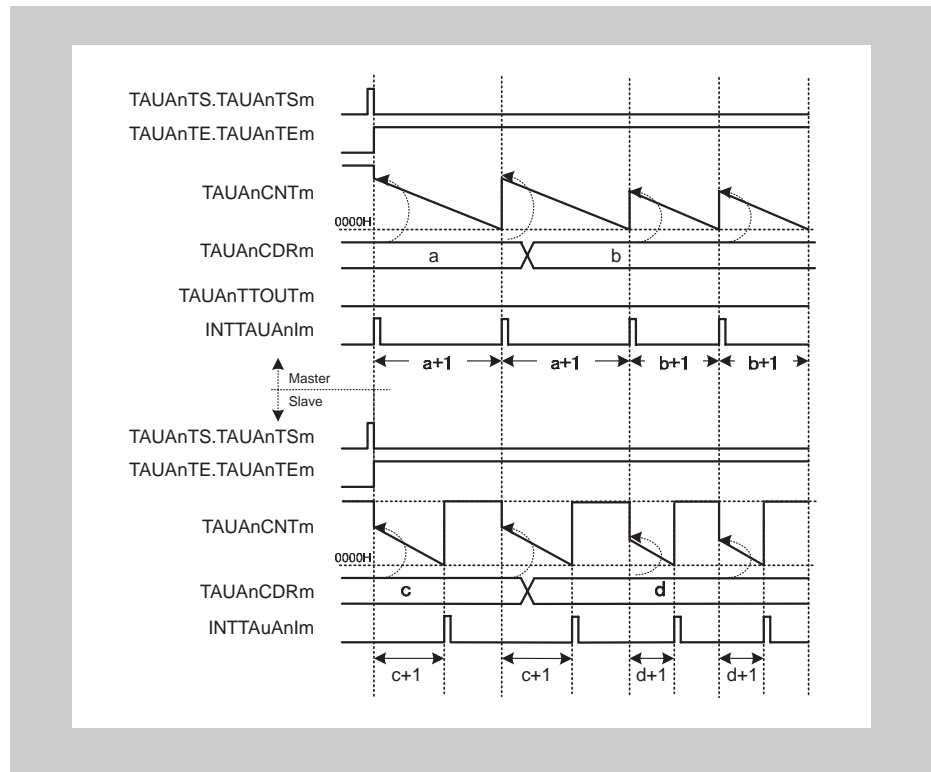 TAUAnTS.TAUAnTSm
TAUAnTE.TAUAnTEm
TAUAnCNTm
0000H
TAUAnCDRm
a
b
TAUAnTTOUTm
INTTAUAnIm
a+1
a+1
b+1
b+1
Master
Slave
TAUAnTS.TAUAnTSm
TAUAnTE.TAUAnTEm
TAUAnCNTm
0000H
TAUAnCDRm
c
d
INTTAuAnIm
c+1
c+1
d+1
d+1